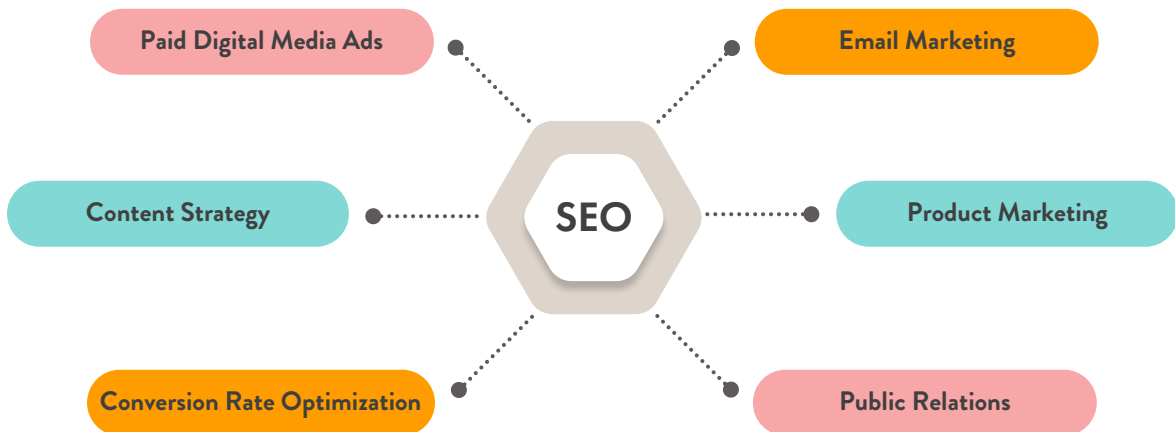 Paid Digital Media Ads
Email Marketing
Content Strategy
SEO
Product Marketing
Conversion Rate Optimization
Public Relations